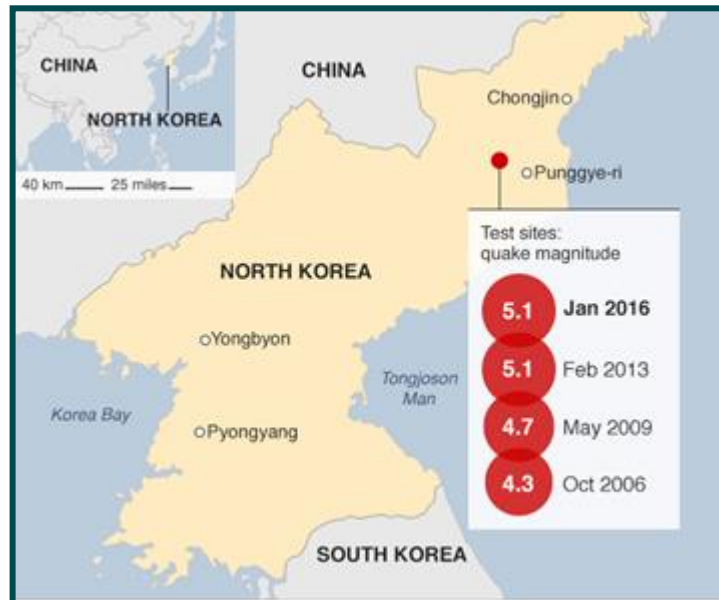 CHINA
NORTH KOREA
40 km
25 miles
CHINA
Chongjin
Punggye-ri
NORTH KOREA
Yongbyon
Pyongyang
Korea Bay
Tongjoson
Man
SOUTH KOREA
Test sites:
quake magnitude
5.1 Jan 2016
5.1 Feb 2013
4.7 May 2009
4.3 Oct 2006